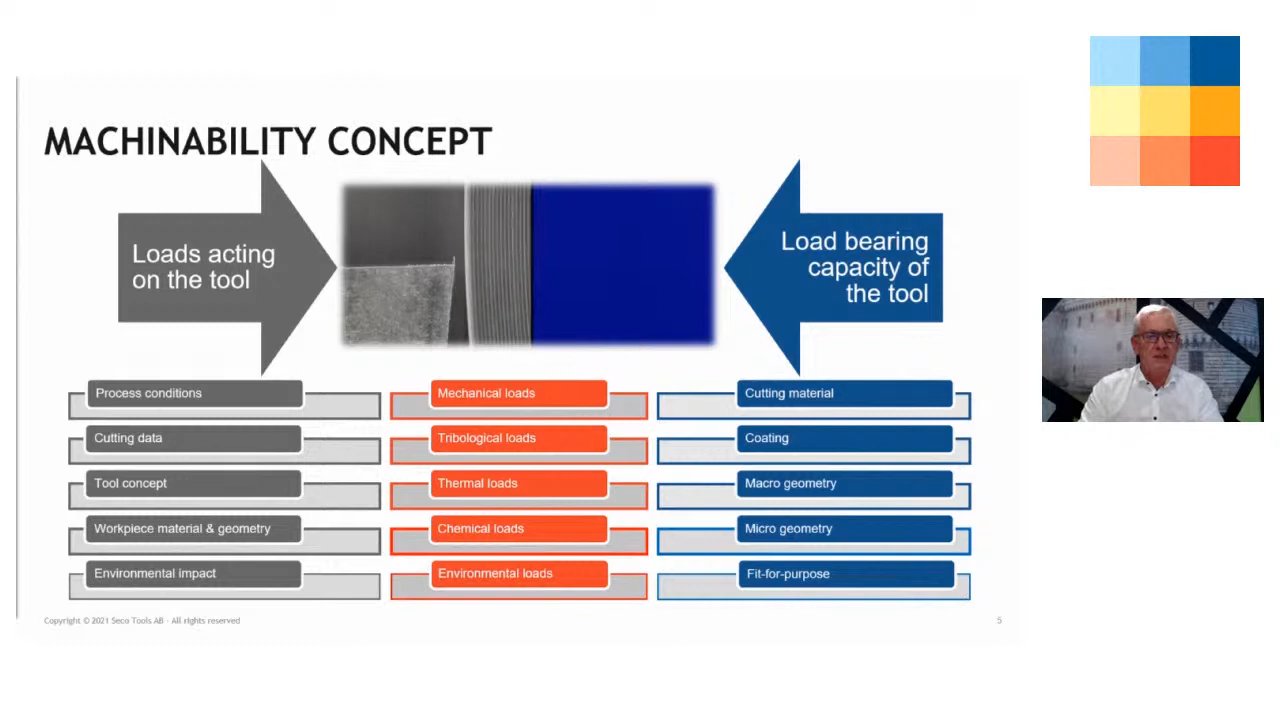 MACHINABILITY CONCEPT
Loads acting
on the tool
Load bearing
capacity of
the tool
Process conditions
Mechanical loads
Cutting material
Cutting data
Tribological loads
Coating
Tool concept
Thermal loads
Macro geometry
Workpiece material & geometry
Chemical loads
Micro geometry
Environmental impact
Environmental loads
Fit-for-purpose
Copyright © 2021 Seco Tools AB - All rights reserved
5